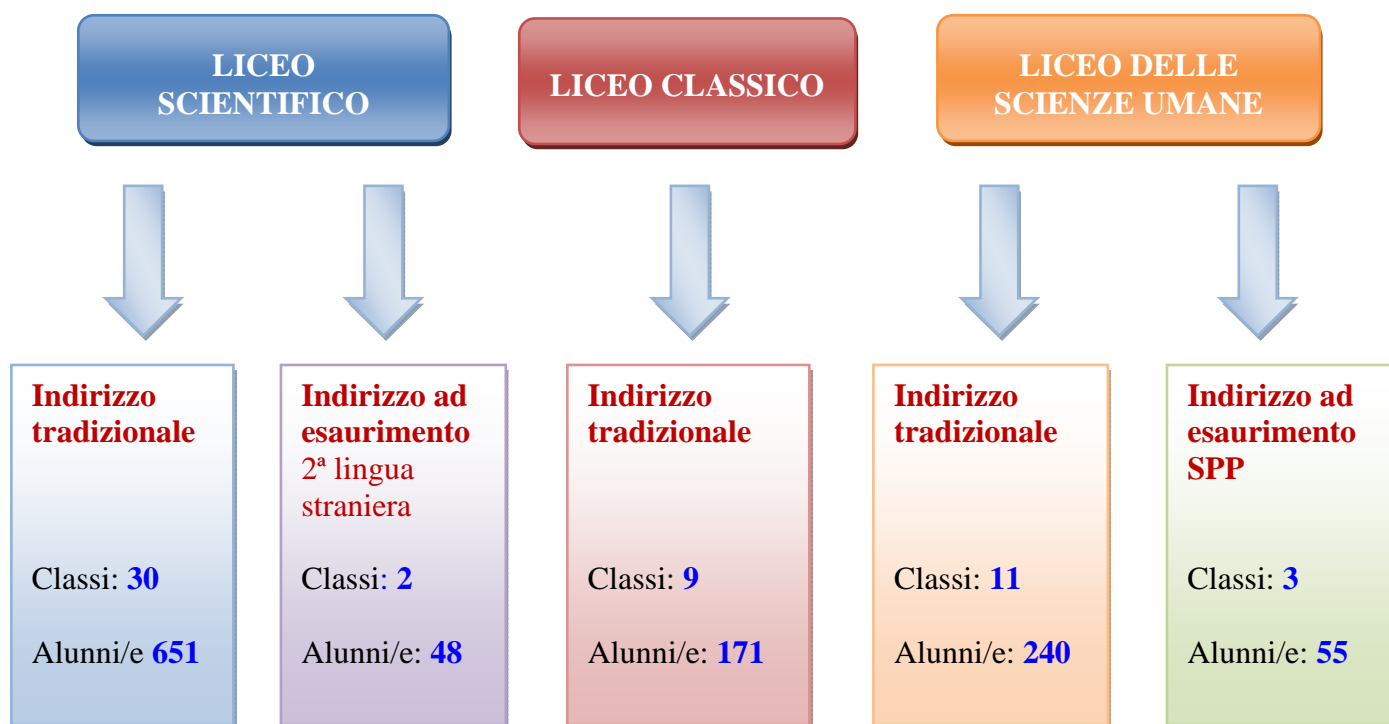 LICEO
SCIENTIFICO
LICEO CLASSICO
LICEO DELLE
SCIENZE UMANE
Indirizzo
tradizionale
Classi: 30
Alunni/e 651
Indirizzo ad
esaurimento
2ª lingua
straniera
Classi: 2
Alunni/e: 48
Indirizzo
tradizionale
Classi: 9
Alunni/e: 171
Indirizzo
tradizionale
Classi: 11
Alunni/e: 240
Indirizzo ad
esaurimento
SPP
Classi: 3
Alunni/e: 55